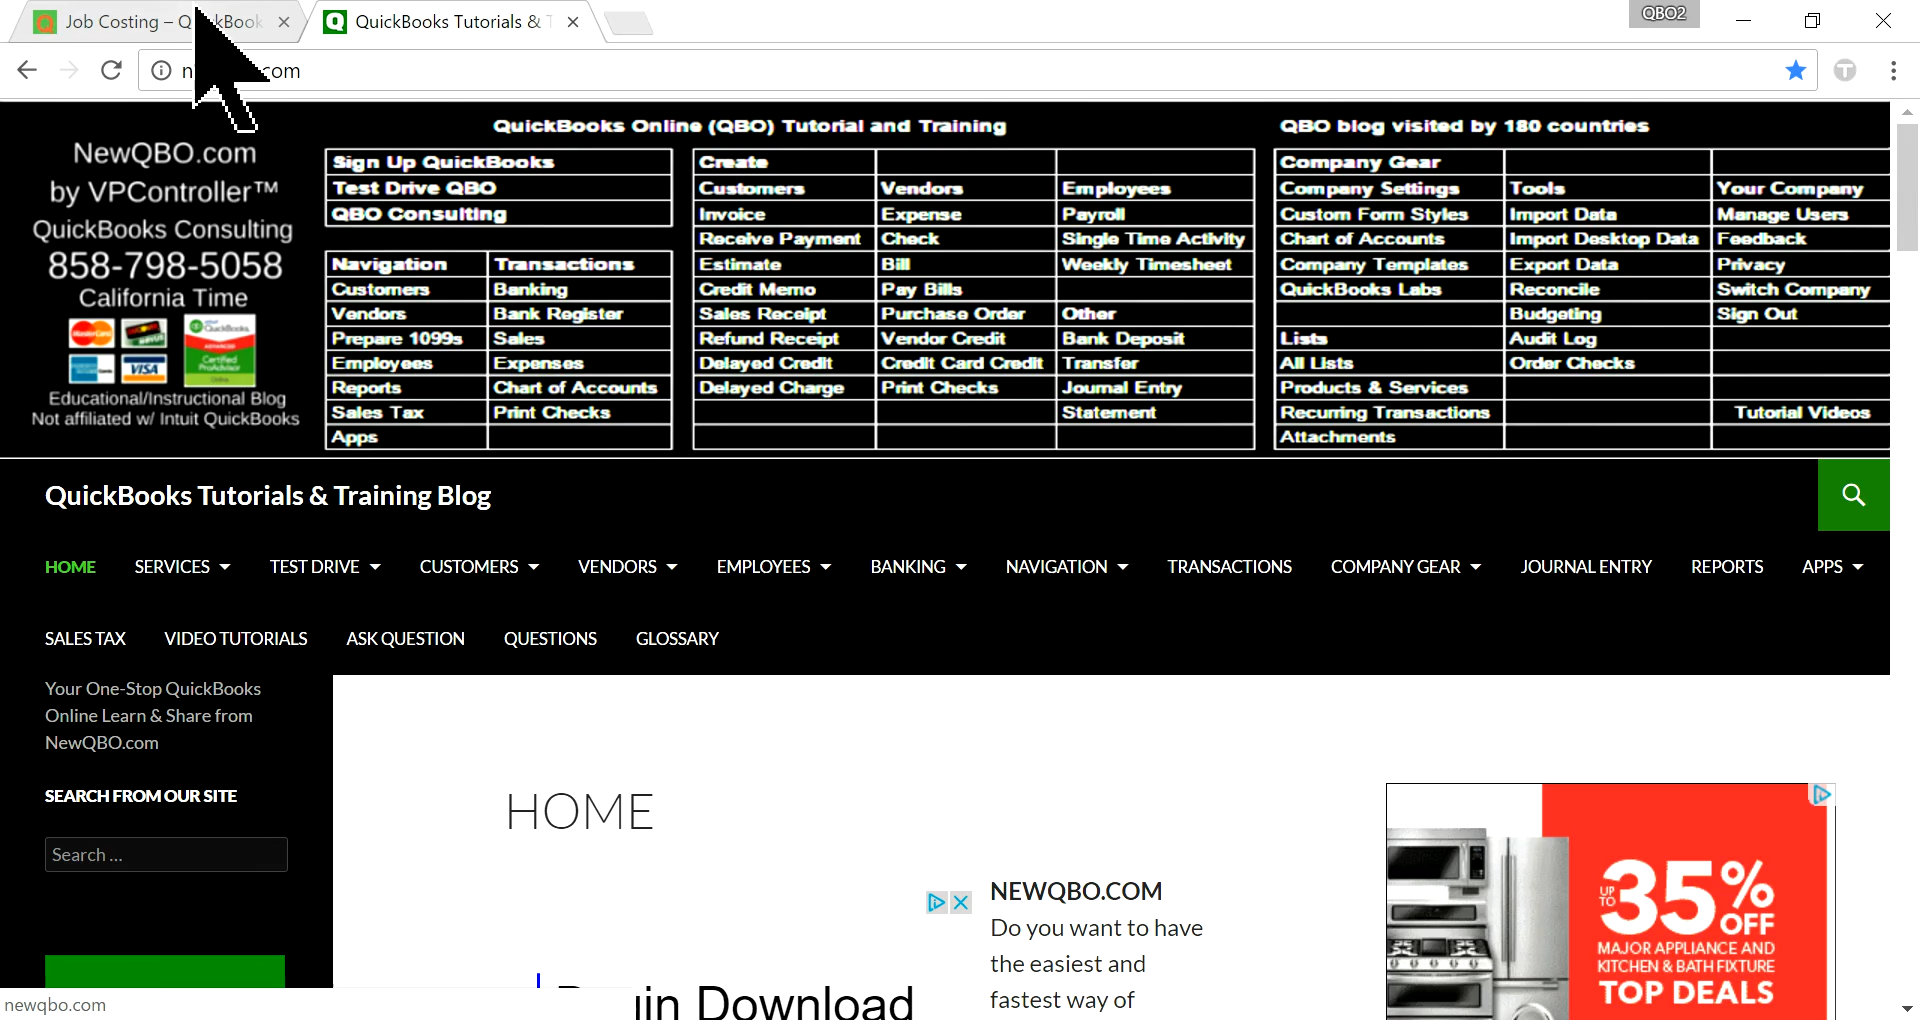 Job Costing – QuickBook
QuickBooks Tutorials & T
QBO2
newqbo.com
NewQBO.com
by VPController™
QuickBooks Consulting
858-798-5058
California Time
MasterCard VISA
QuickBooks
ADVANCED
Certified
ProAdvisor
Online
Educational/Instructional Blog
Not affiliated w/ Intuit QuickBooks
QuickBooks Online (QBO) Tutorial and Training
Sign Up QuickBooks
Test Drive QBO
QBO Consulting
Navigation Transactions
Customers Banking
Vendors Bank Register
Prepare 1099s Sales
Employees Expenses
Reports Chart of Accounts
Sales Tax Print Checks
Apps
Create
Customers Vendors Employees
Invoice Expense Payroll
Receive Payment Check Single Time Activity
Estimate Bill Weekly Timesheet
Credit Memo Pay Bills
Sales Receipt Purchase Order Other
Refund Receipt Vendor Credit Bank Deposit
Delayed Credit Credit Card Credit Transfer
Delayed Charge Print Checks Journal Entry
Statement
QBO blog visited by 180 countries
Company Gear
Company Settings Tools Your Company
Custom Form Styles Import Data Manage Users
Chart of Accounts Import Desktop Data Feedback
Company Templates Export Data Privacy
QuickBooks Labs Reconcile Switch Company
Budgeting Sign Out
Lists Audit Log
All Lists Order Checks
Products & Services
Recurring Transactions Tutorial Videos
Attachments
QuickBooks Tutorials & Training Blog
HOME SERVICES TEST DRIVE CUSTOMERS VENDORS EMPLOYEES BANKING NAVIGATION TRANSACTIONS COMPANY GEAR JOURNAL ENTRY REPORTS APPS
SALES TAX VIDEO TUTORIALS ASK QUESTION QUESTIONS GLOSSARY
Your One-Stop QuickBooks
Online Learn & Share from
NewQBO.com
SEARCH FROM OUR SITE
Search ...
HOME
NEWQBO.COM
Do you want to have
the easiest and
fastest way of
Download
UP TO 35% OFF
MAJOR APPLIANCE AND
KITCHEN & BATH FIXTURE
TOP DEALS
newqbo.com